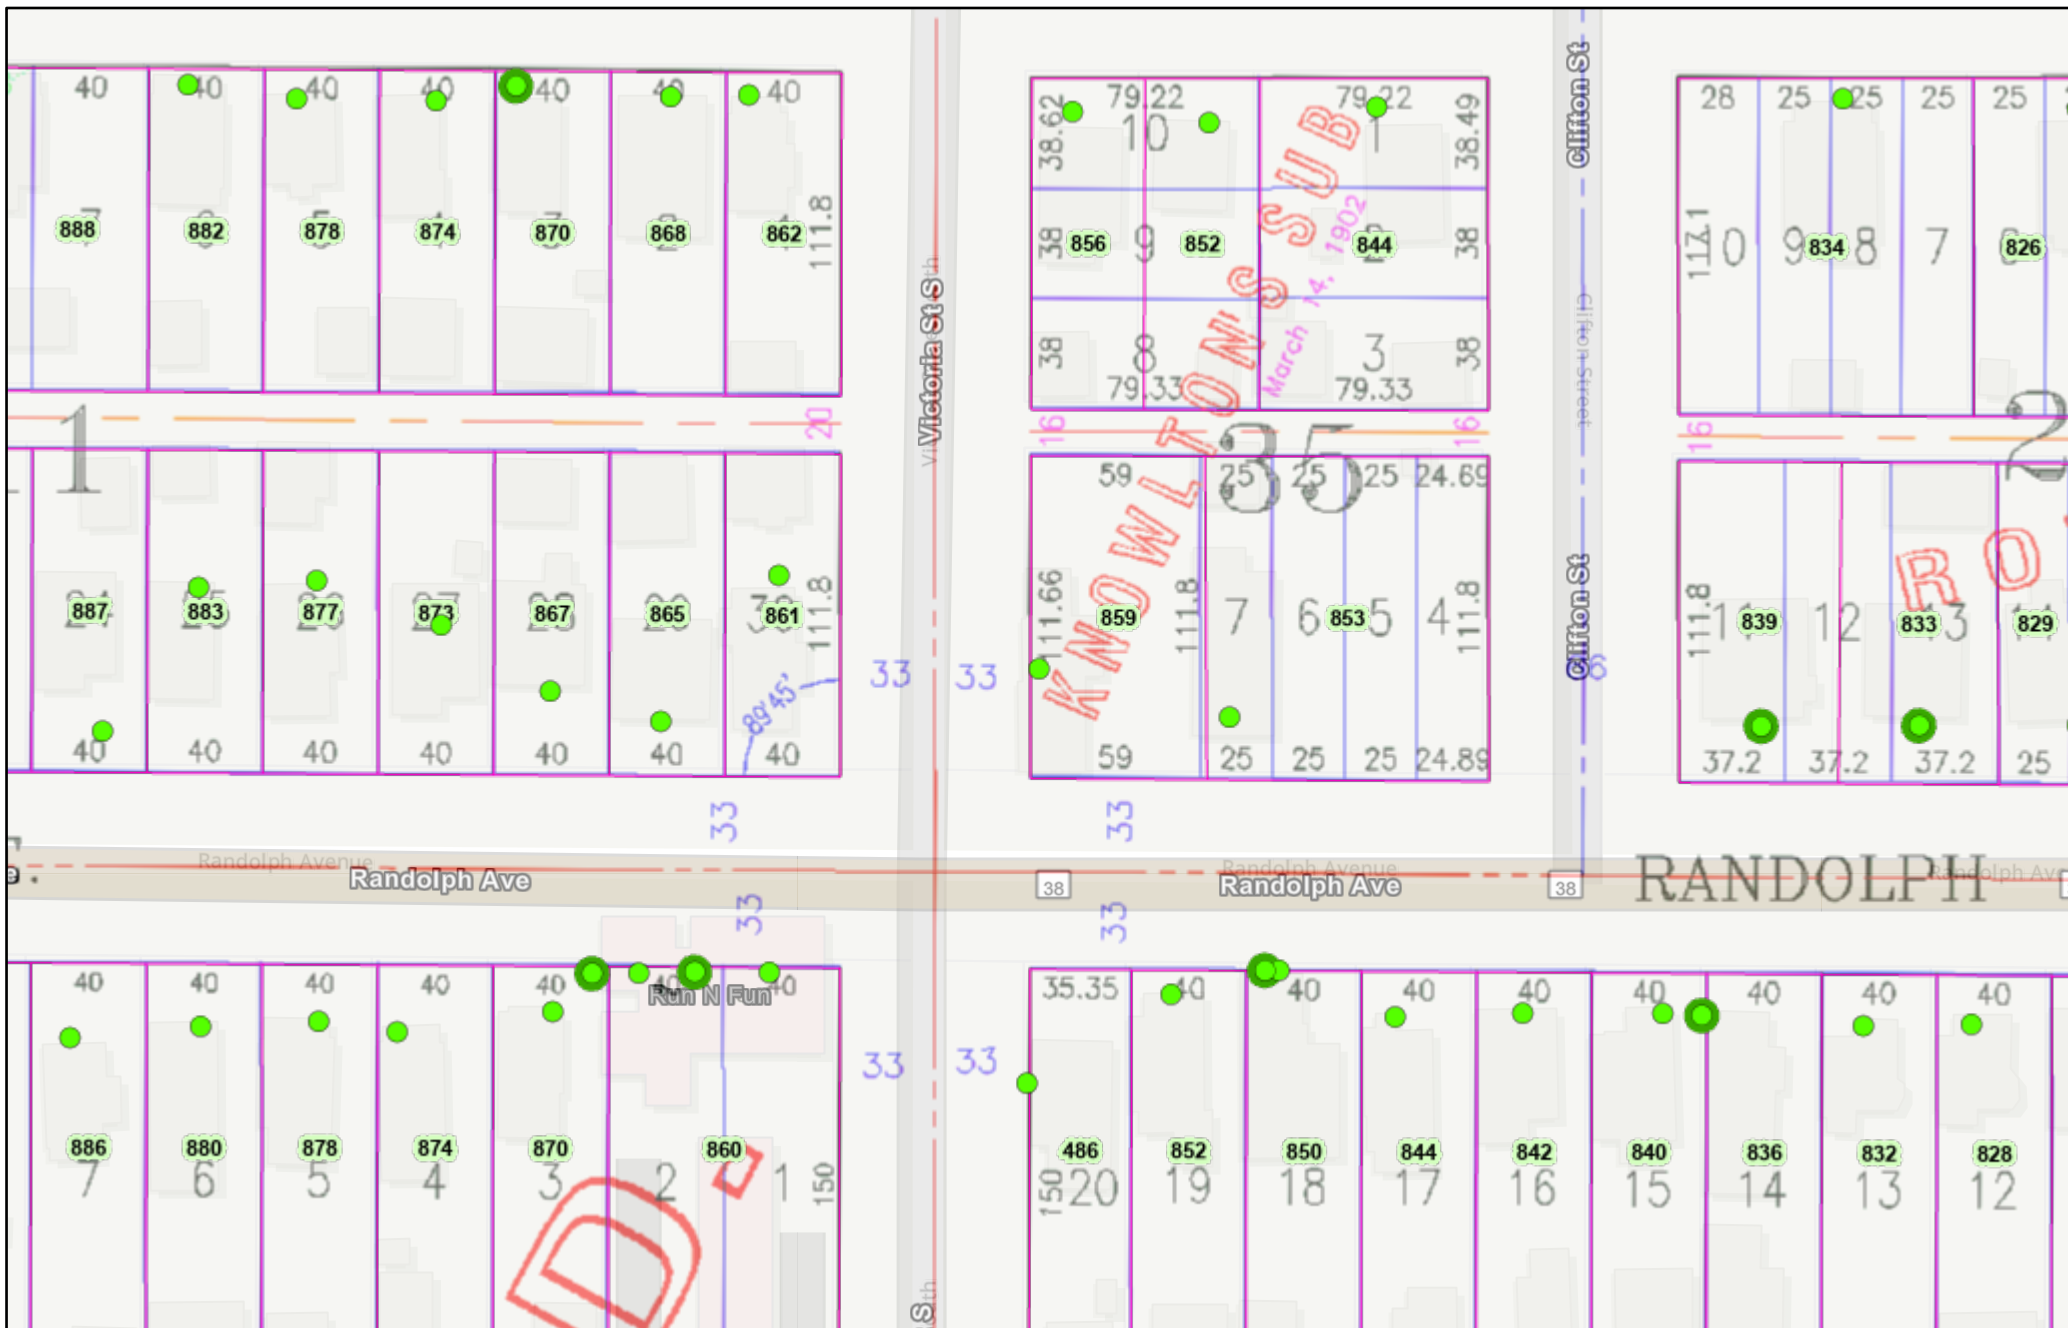 40 40 40 40 40 40 40
888 882 878 874 870 868 862
7 111.8
1 20
Victoria St S
79.22 79.22
38.62 10 1 38.49
38 9 38
856 852 844
38 8 3 38
79.33 79.33
16 16
KNOWLTON'S SUB
March 14, 1902
35
Clifton St
Clifton Street
28 25 25 25 25
117.1 10 9 8 7
834 826
16 2
887 883 877 873 867 865 861
111.8
89°45'
40 40 40 40 40 40 40
33 33
59 25 25 25 24.69
111.66 111.8 7 6 5 4 111.8
859 853
59 25 25 25 24.89
Clifton St
RO
111.8 12
839 833 829
37.2 37.2 37.2 25
33 33
Randolph Avenue Randolph Avenue
Randolph Ave Randolph Ave
38 38
RANDOLPH
33 33
40 40 40 40 40
Run N Fun
35.35 40 40 40 40 40 40 40 40
33 33
886 880 878 874 870 860
7 6 5 4 3 2 1 150
486 852 850 844 842 840 836 832 828
150 20 19 18 17 16 15 14 13 12
D
S